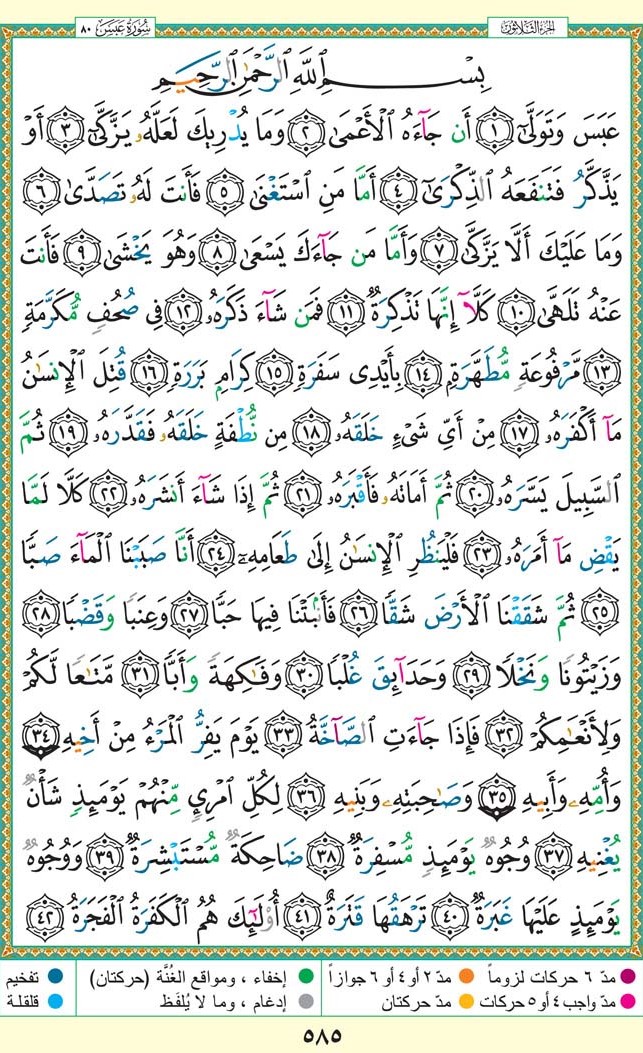 الجزء الثلاثون
سُورَةُ عَبَسَ ٨٠
بِسْمِ ٱللَّهِ ٱلرَّحْمَٰنِ ٱلرَّحِيمِ
عَبَسَ وَتَوَلَّىٰٓ ١ أَن جَآءَهُ ٱلْأَعْمَىٰ ٢ وَمَا يُدْرِيكَ لَعَلَّهُۥ يَزَّكَّىٰٓ ٣ أَوْ
يَذَّكَّرُ فَتَنفَعَهُ ٱلذِّكْرَىٰٓ ٤ أَمَّا مَنِ ٱسْتَغْنَىٰ ٥ فَأَنتَ لَهُۥ تَصَدَّىٰ ٦
وَمَا عَلَيْكَ أَلَّا يَزَّكَّىٰ ٧ وَأَمَّا مَن جَآءَكَ يَسْعَىٰ ٨ وَهُوَ يَخْشَىٰ ٩ فَأَنتَ
عَنْهُ تَلَهَّىٰ ١٠ كَلَّآ إِنَّهَا تَذْكِرَةٌ ١١ فَمَن شَآءَ ذَكَرَهُۥ ١٢ فِى صُحُفٍ مُّكَرَّمَةٍ
١٣ مَّرْفُوعَةٍ مُّطَهَّرَةٍۭ ١٤ بِأَيْدِى سَفَرَةٍ ١٥ كِرَامٍۭ بَرَرَةٍ ١٦ قُتِلَ ٱلْإِنسَٰنُ
مَآ أَكْفَرَهُۥ ١٧ مِنْ أَىِّ شَىْءٍ خَلَقَهُۥ ١٨ مِن نُّطْفَةٍ خَلَقَهُۥ فَقَدَّرَهُۥ ١٩ ثُمَّ
ٱلسَّبِيلَ يَسَّرَهُۥ ٢٠ ثُمَّ أَمَاتَهُۥ فَأَقْبَرَهُۥ ٢١ ثُمَّ إِذَا شَآءَ أَنشَرَهُۥ ٢٢ كَلَّا لَمَّا
يَقْضِ مَآ أَمَرَهُۥ ٢٣ فَلْيَنظُرِ ٱلْإِنسَٰنُ إِلَىٰ طَعَامِهِۦٓ ٢٤ أَنَّا صَبَبْنَا ٱلْمَآءَ صَبًّا
٢٥ ثُمَّ شَقَقْنَا ٱلْأَرْضَ شَقًّا ٢٦ فَأَنۢبَتْنَا فِيهَا حَبًّا ٢٧ وَعِنَبًا وَقَضْبًا ٢٨
وَزَيْتُونًا وَنَخْلًا ٢٩ وَحَدَآئِقَ غُلْبًا ٣٠ وَفَٰكِهَةً وَأَبًّا ٣١ مَّتَٰعًا لَّكُمْ
وَلِأَنْعَٰمِكُمْ ٣٢ فَإِذَا جَآءَتِ ٱلصَّآخَّةُ ٣٣ يَوْمَ يَفِرُّ ٱلْمَرْءُ مِنْ أَخِيهِ ٣٤
وَأُمِّهِۦ وَأَبِيهِ ٣٥ وَصَٰحِبَتِهِۦ وَبَنِيهِ ٣٦ لِكُلِّ ٱمْرِئٍ مِّنْهُمْ يَوْمَئِذٍ شَأْنٌ
يُغْنِيهِ ٣٧ وُجُوهٌ يَوْمَئِذٍ مُّسْفِرَةٌ ٣٨ ضَاحِكَةٌ مُّسْتَبْشِرَةٌ ٣٩ وَوُجُوهٌ
يَوْمَئِذٍ عَلَيْهَا غَبَرَةٌ ٤٠ تَرْهَقُهَا قَتَرَةٌ ٤١ أُو۟لَٰٓئِكَ هُمُ ٱلْكَفَرَةُ ٱلْفَجَرَةُ ٤٢
مدّ ٦ حركات لزوماً مدّ ٢ أو ٤ أو ٦ جوازاً إخفاء ، ومواقع الغُنَّة (حركتان) تفخيم
مدّ واجب ٤ أو ٥ حركات مدّ حركتان إدغام ، وما لا يُلفَظ قلقلة
٥٨٥